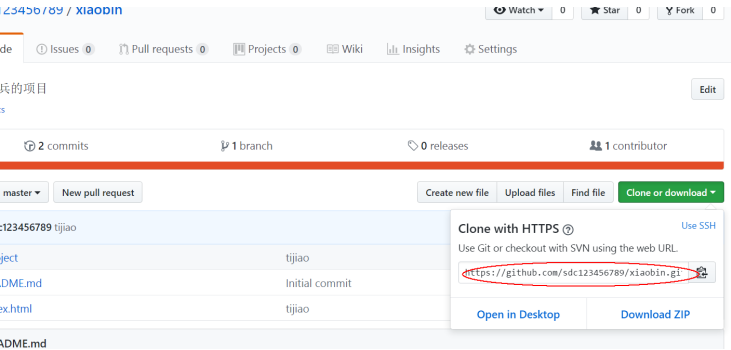 123456789 / xiaobin
Watch 0 Star 0 Fork 0
de Issues 0 Pull requests 0 Projects 0 Wiki Insights Settings
兵的项目
Edit
cs
2 commits 1 branch 0 releases 1 contributor
master New pull request Create new file Upload files Find file Clone or download
c123456789 tijiao
Clone with HTTPS Use SSH
Use Git or checkout with SVN using the web URL.
https://github.com/sdc123456789/xiaobin.gi
ject tijiao
DME.md Initial commit
ex.html tijiao
Open in Desktop Download ZIP
ADME.md